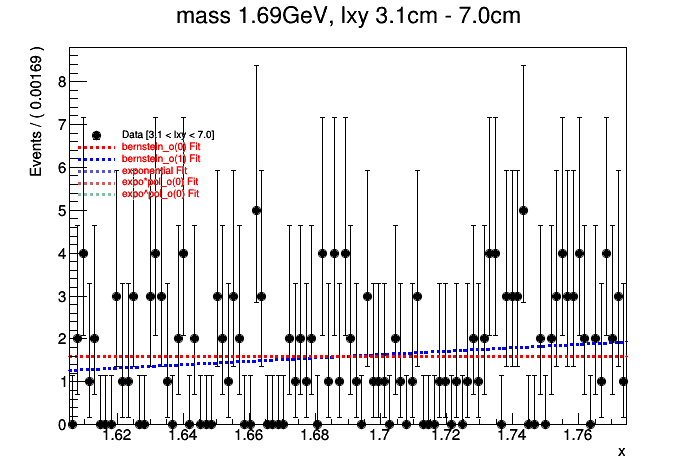 mass 1.69GeV, lxy 3.1cm - 7.0cm
Events / ( 0.00169 )
8
7
6
5
4
3
2
1
0
Data [3.1 < lxy < 7.0]
bernstein_o(0) Fit
bernstein_o(1) Fit
exponential Fit
expo*pol_o(0) Fit
expo^pol_o(0) Fit
1.62 1.64 1.66 1.68 1.7 1.72 1.74 1.76
x